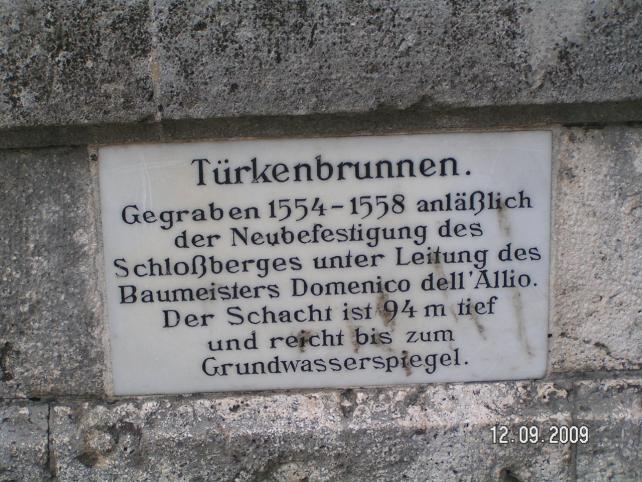 Türkenbrunnen.
Gegraben 1554-1558 anläßlich
der Neubefestigung des
Schloßberges unter Leitung des
Baumeisters Domenico dell'Allio.
Der Schacht ist 94 m tief
und reicht bis zum
Grundwasserspiegel.
12.09.2009